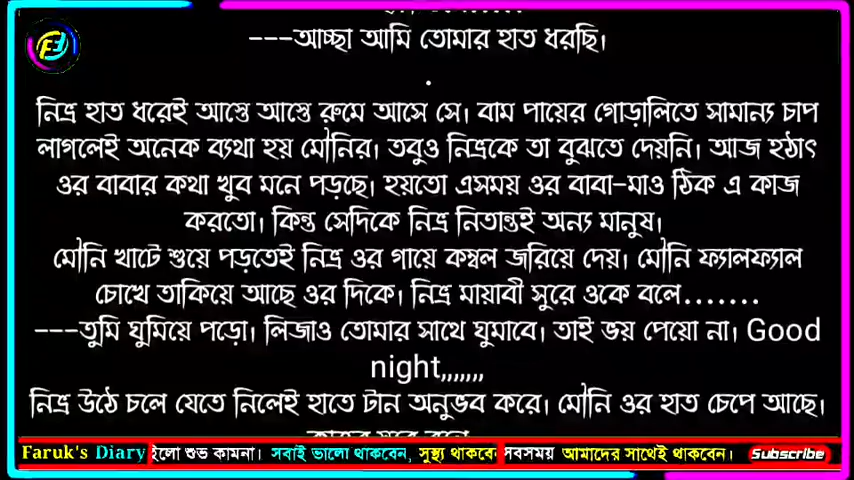 ---আচ্ছা আমি তোমার হাত ধরছি।
.
নিভ্র হাত ধরেই আস্তে আস্তে রুমে আসে সে। বাম পায়ের গোড়ালিতে সামান্য চাপ
লাগলেই অনেক ব্যথা হয় মৌনির। তবুও নিভ্রকে তা বুঝতে দেয়নি। আজ হঠাৎ
ওর বাবার কথা খুব মনে পড়ছে। হয়তো এসময় ওর বাবা-মাও ঠিক এ কাজ
করতো। কিন্ত সেদিকে নিভ্র নিতান্তই অন্য মানুষ।
মৌনি খাটে শুয়ে পড়তেই নিভ্র ওর গায়ে কম্বল জরিয়ে দেয়। মৌনি ফ্যালফ্যাল
চোখে তাকিয়ে আছে ওর দিকে। নিভ্র মায়াবী সুরে ওকে বলে.......
---তুমি ঘুমিয়ে পড়ো। লিজাও তোমার সাথে ঘুমাবে। তাই ভয় পেয়ো না। Good
night,,,,,,,
নিভ্র উঠে চলে যেতে নিলেই হাতে টান অনুভব করে। মৌনি ওর হাত চেপে আছে।
Faruk's Diary ইলো শুভ কামনা। সবাই ভালো থাকবেন, সুস্থ থাকবেন সবসময় আমাদের সাথেই থাকবেন। Subscribe